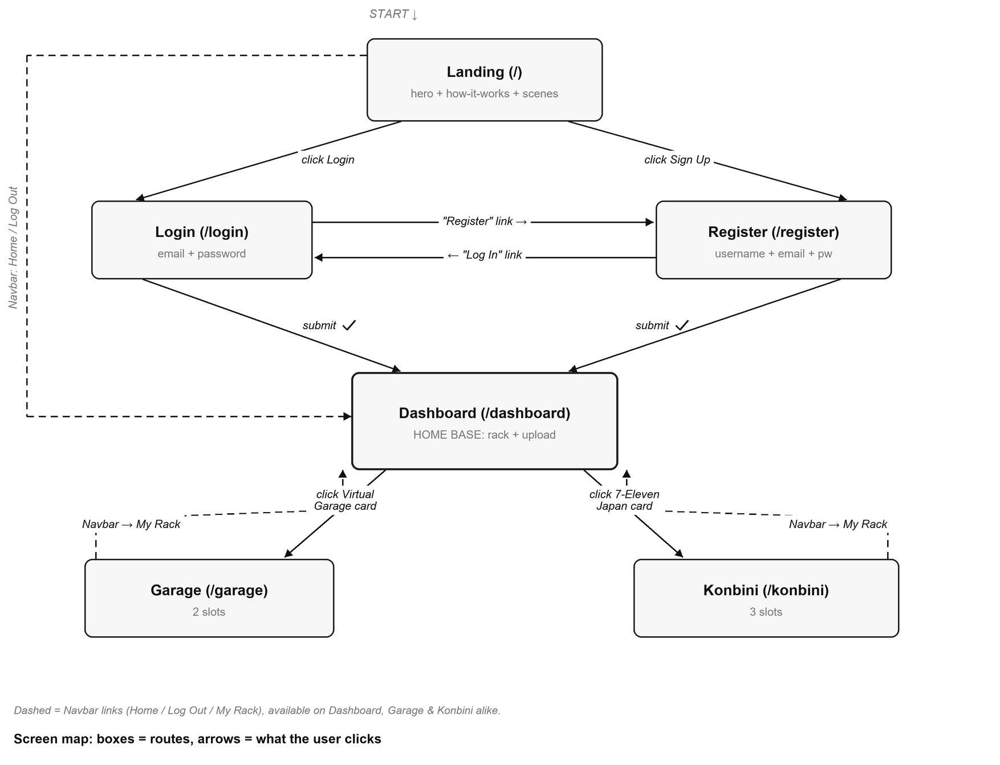 START ↓
Landing (/)
hero + how-it-works + scenes
click Login
click Sign Up
Navbar: Home / Log Out
Login (/login)
email + password
"Register" link →
← "Log In" link
Register (/register)
username + email + pw
submit ✓
submit ✓
Dashboard (/dashboard)
HOME BASE: rack + upload
click Virtual
Garage card
click 7-Eleven
Japan card
Navbar → My Rack
Navbar → My Rack
Garage (/garage)
2 slots
Konbini (/konbini)
3 slots
Dashed = Navbar links (Home / Log Out / My Rack), available on Dashboard, Garage & Konbini alike.
Screen map: boxes = routes, arrows = what the user clicks